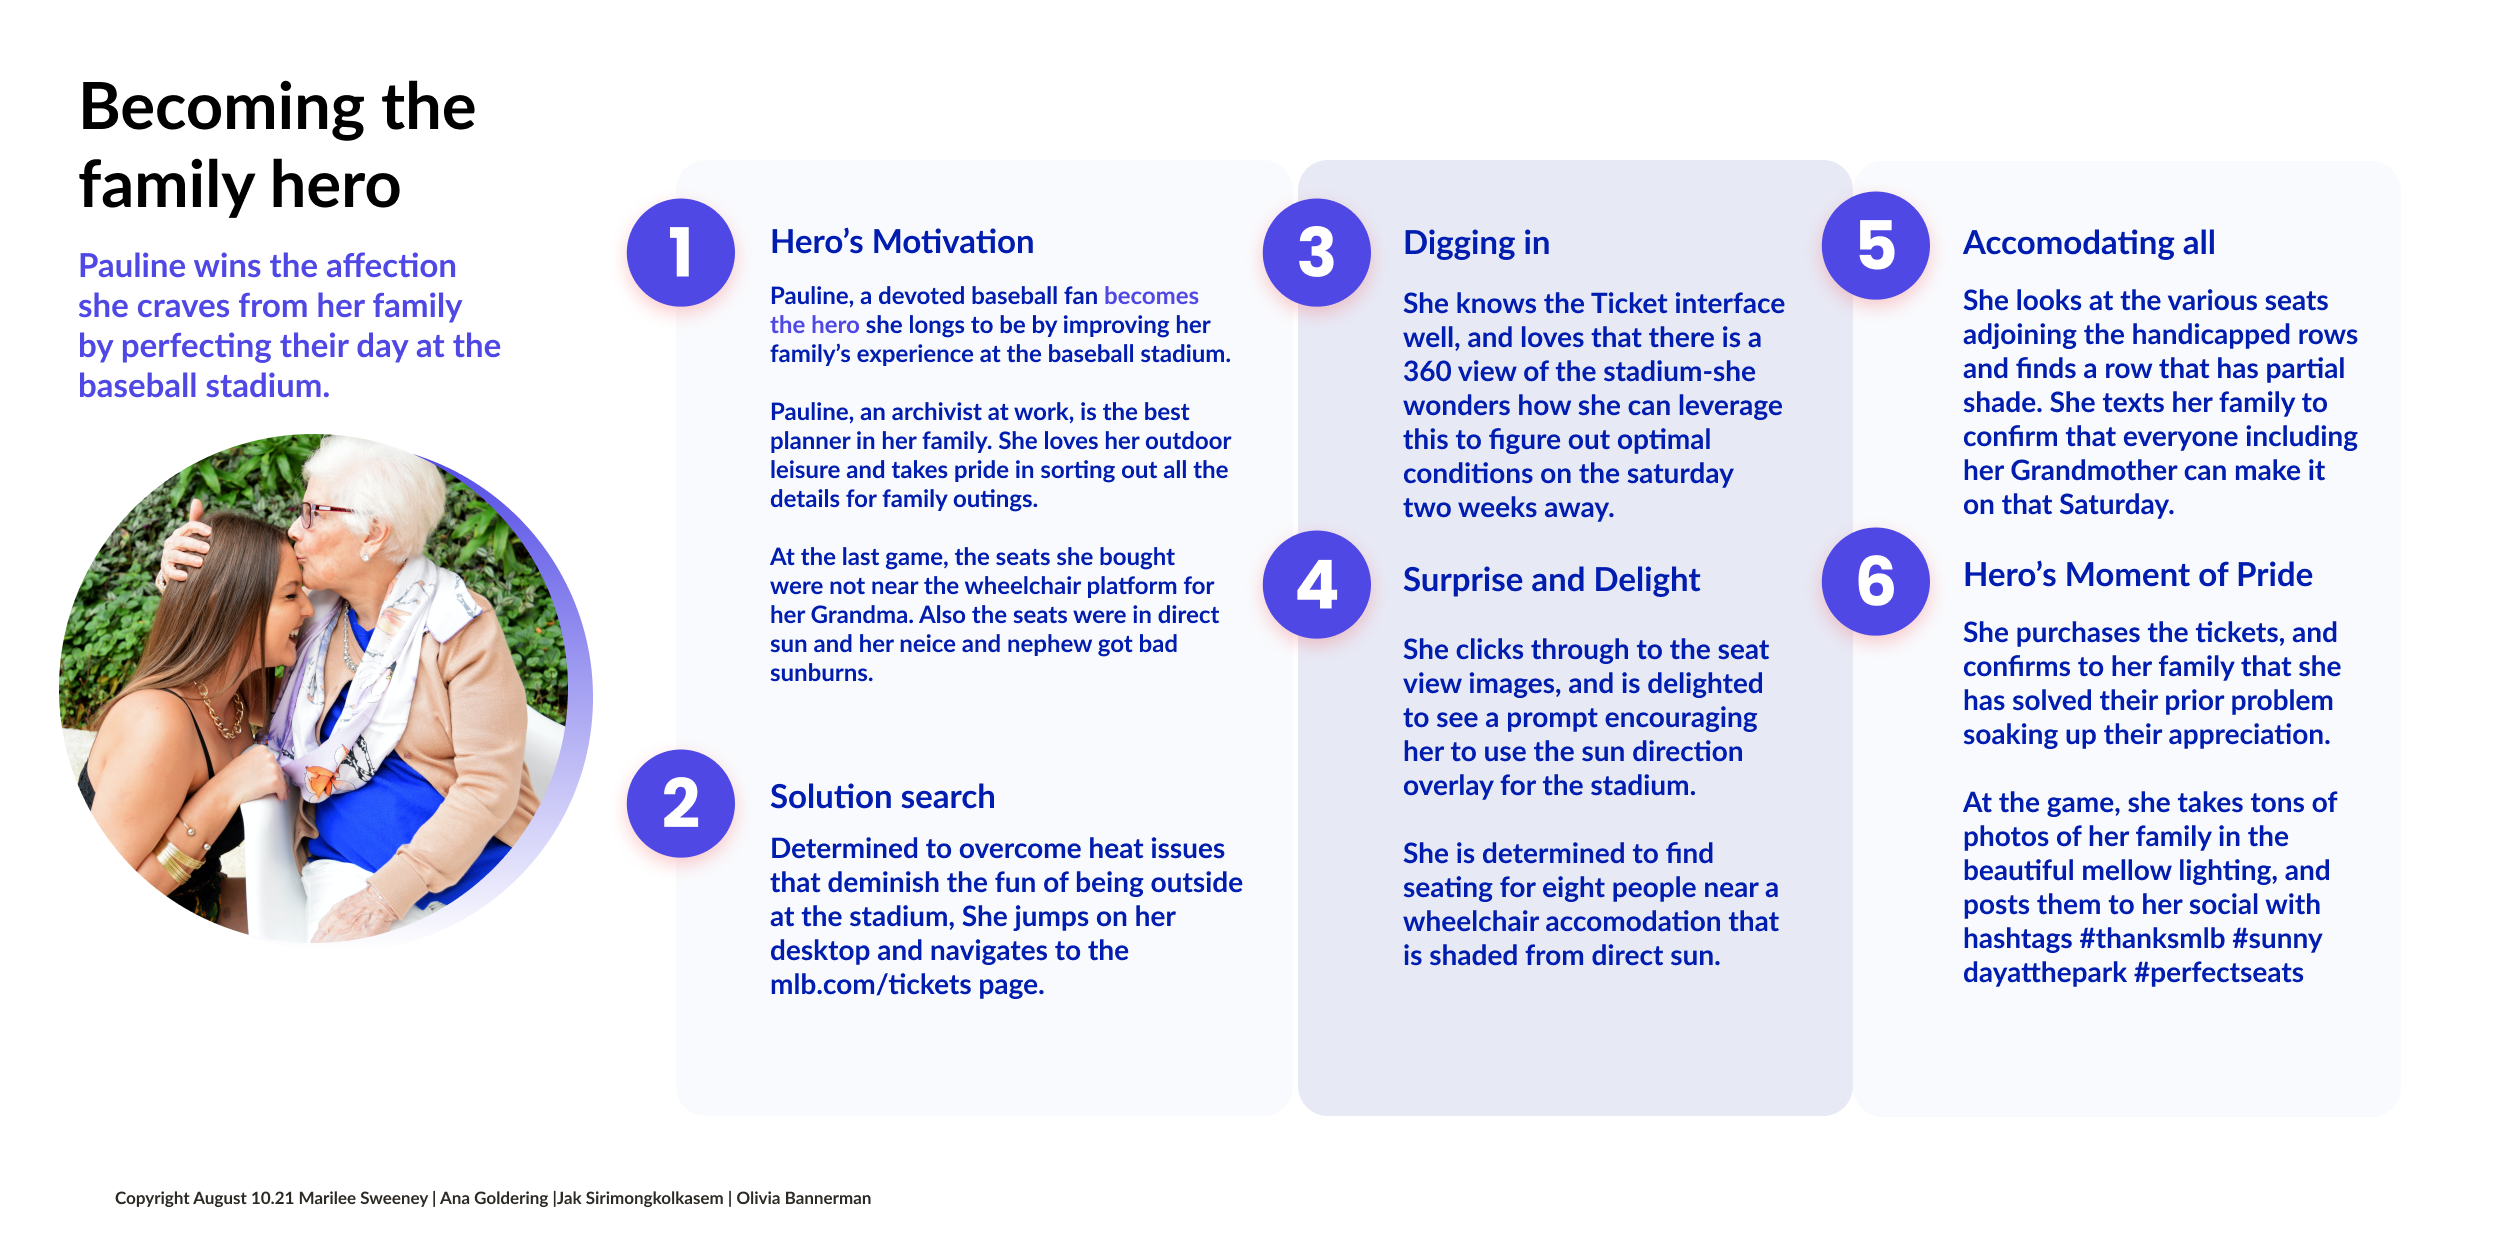 Becoming the
family hero
Pauline wins the affection
she craves from her family
by perfecting their day at the
baseball stadium.
1
Hero's Motivation
Pauline, a devoted baseball fan becomes
the hero she longs to be by improving her
family's experience at the baseball stadium.
Pauline, an archivist at work, is the best
planner in her family. She loves her outdoor
leisure and takes pride in sorting out all the
details for family outings.
At the last game, the seats she bought
were not near the wheelchair platform for
her Grandma. Also the seats were in direct
sun and her neice and nephew got bad
sunburns.
2
Solution search
Determined to overcome heat issues
that deminish the fun of being outside
at the stadium, She jumps on her
desktop and navigates to the
mlb.com/tickets page.
3
Digging in
She knows the Ticket interface
well, and loves that there is a
360 view of the stadium-she
wonders how she can leverage
this to figure out optimal
conditions on the saturday
two weeks away.
4
Surprise and Delight
She clicks through to the seat
view images, and is delighted
to see a prompt encouraging
her to use the sun direction
overlay for the stadium.
She is determined to find
seating for eight people near a
wheelchair accomodation that
is shaded from direct sun.
5
Accomodating all
She looks at the various seats
adjoining the handicapped rows
and finds a row that has partial
shade. She texts her family to
confirm that everyone including
her Grandmother can make it
on that Saturday.
6
Hero's Moment of Pride
She purchases the tickets, and
confirms to her family that she
has solved their prior problem
soaking up their appreciation.
At the game, she takes tons of
photos of her family in the
beautiful mellow lighting, and
posts them to her social with
hashtags #thanksmlb #sunny
dayatthepark #perfectseats
Copyright August 10.21 Marilee Sweeney | Ana Goldering |Jak Sirimongkolkasem | Olivia Bannerman